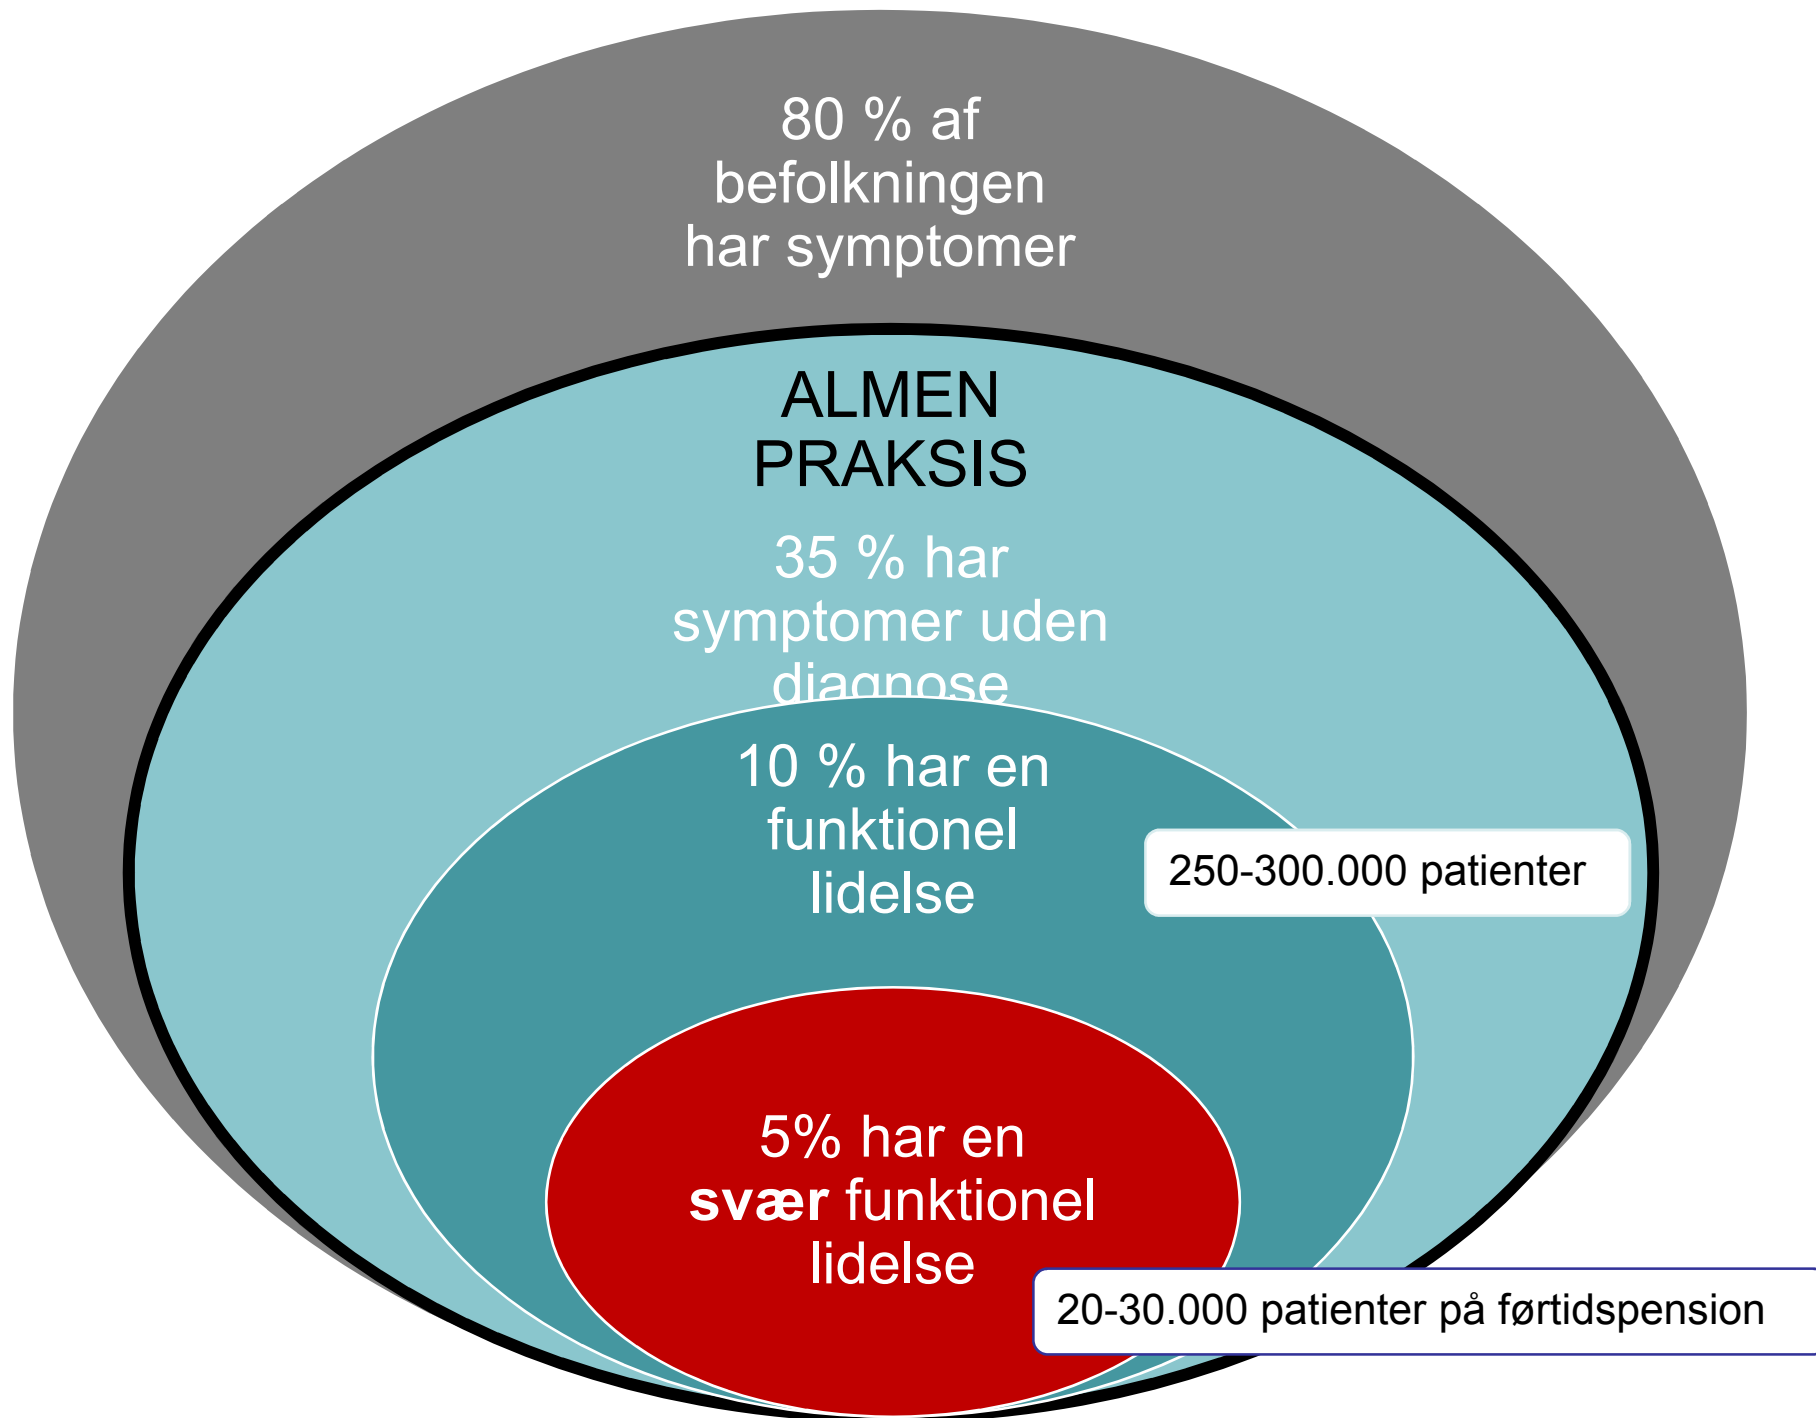 80 % af
befolkningen
har symptomer
ALMEN
PRAKSIS
35 % har
symptomer uden
diagnose
10 % har en
funktionel
lidelse
250-300.000 patienter
5% har en
svær funktionel
lidelse
20-30.000 patienter på førtidspension